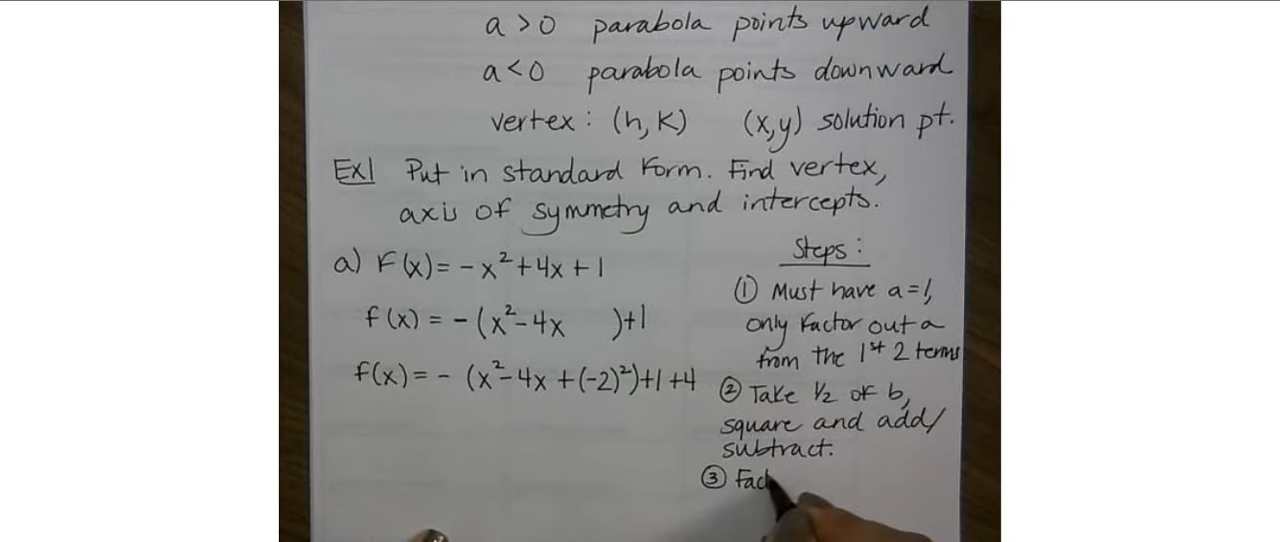 a > 0 parabola points upward
a < 0 parabola points downward
vertex : (h, k) (x,y) solution pt.
Ex1 Put in standard form. Find vertex,
axis of symmetry and intercepts.
a) f(x) = -x² + 4x + 1
f(x) = - (x² - 4x )+1
f(x) = - (x² - 4x + (-2)²)+1 +4
Steps :
① Must have a=1,
only factor out a
from the 1st 2 terms
② Take 1/2 of b,
square and add/
subtract.
③ Fac